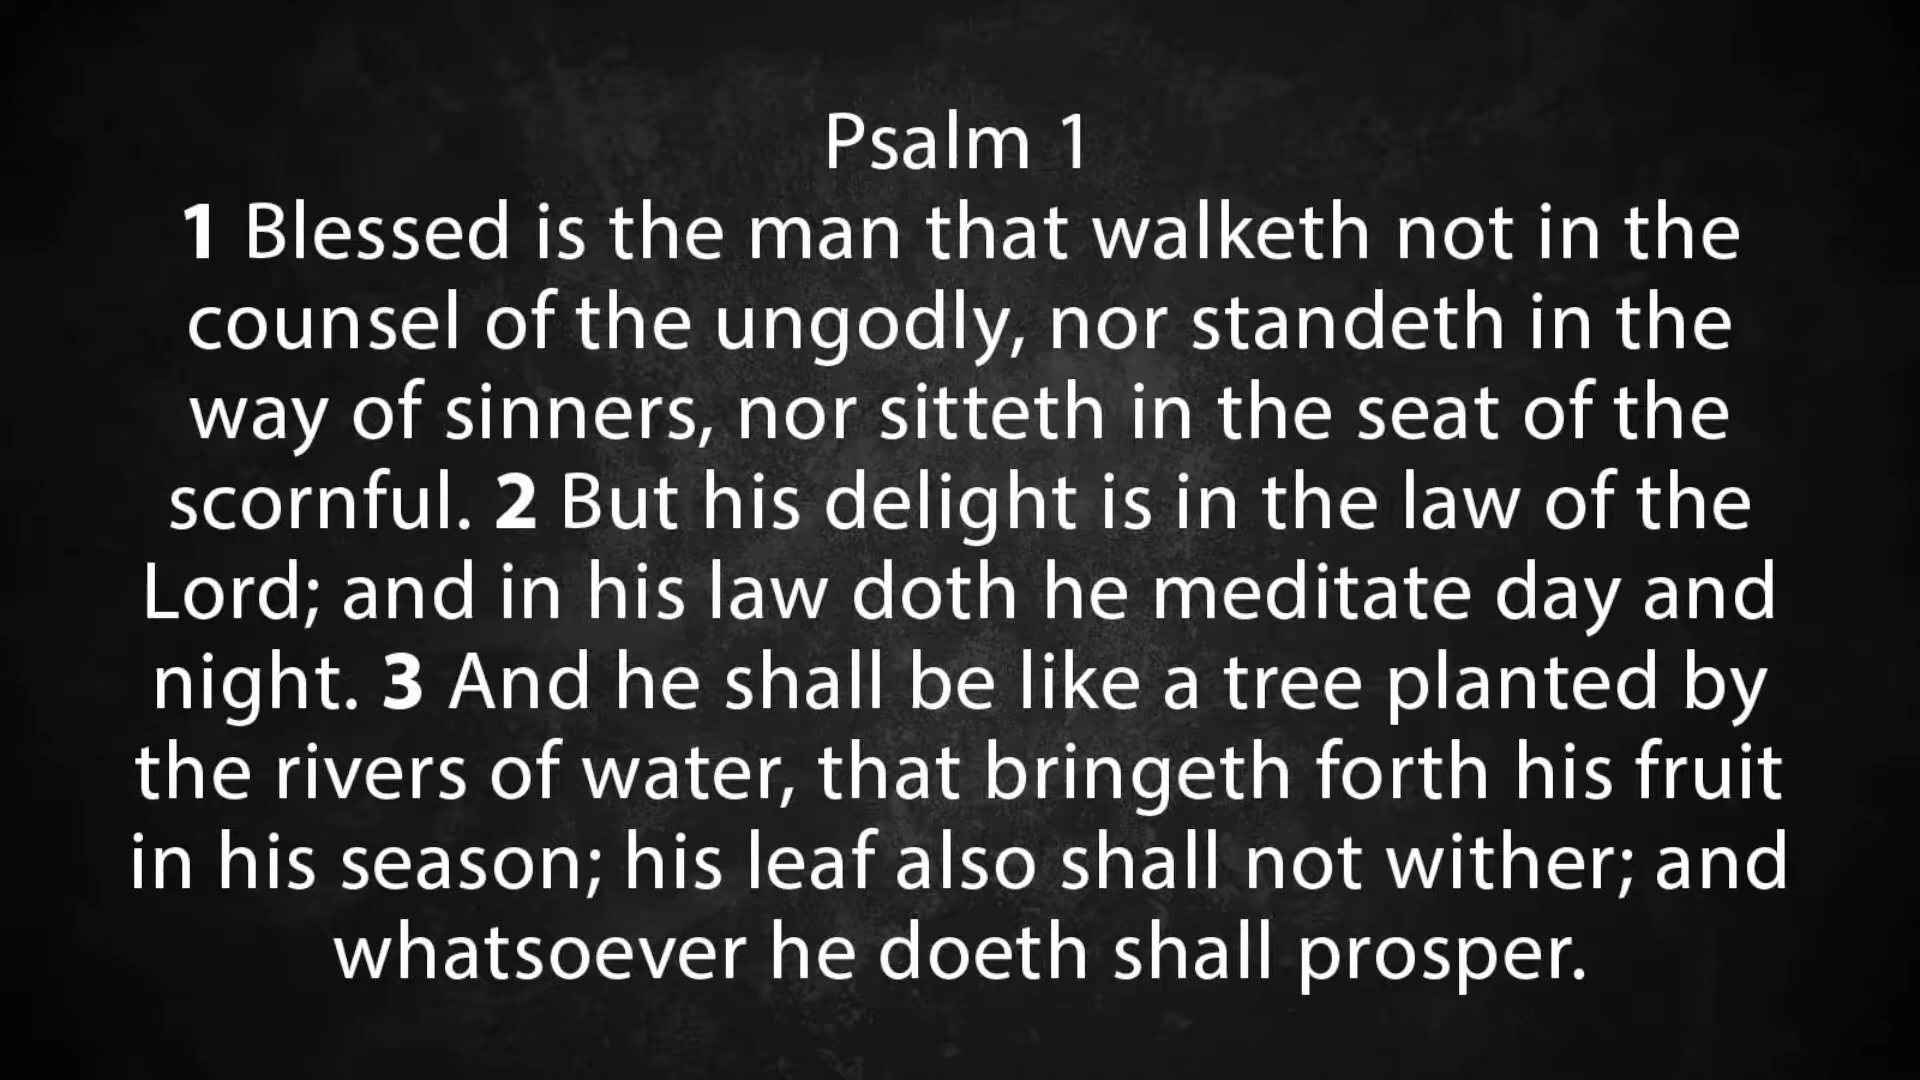 Psalm 1
1 Blessed is the man that walketh not in the
counsel of the ungodly, nor standeth in the
way of sinners, nor sitteth in the seat of the
scornful. 2 But his delight is in the law of the
Lord; and in his law doth he meditate day and
night. 3 And he shall be like a tree planted by
the rivers of water, that bringeth forth his fruit
in his season; his leaf also shall not wither; and
whatsoever he doeth shall prosper.